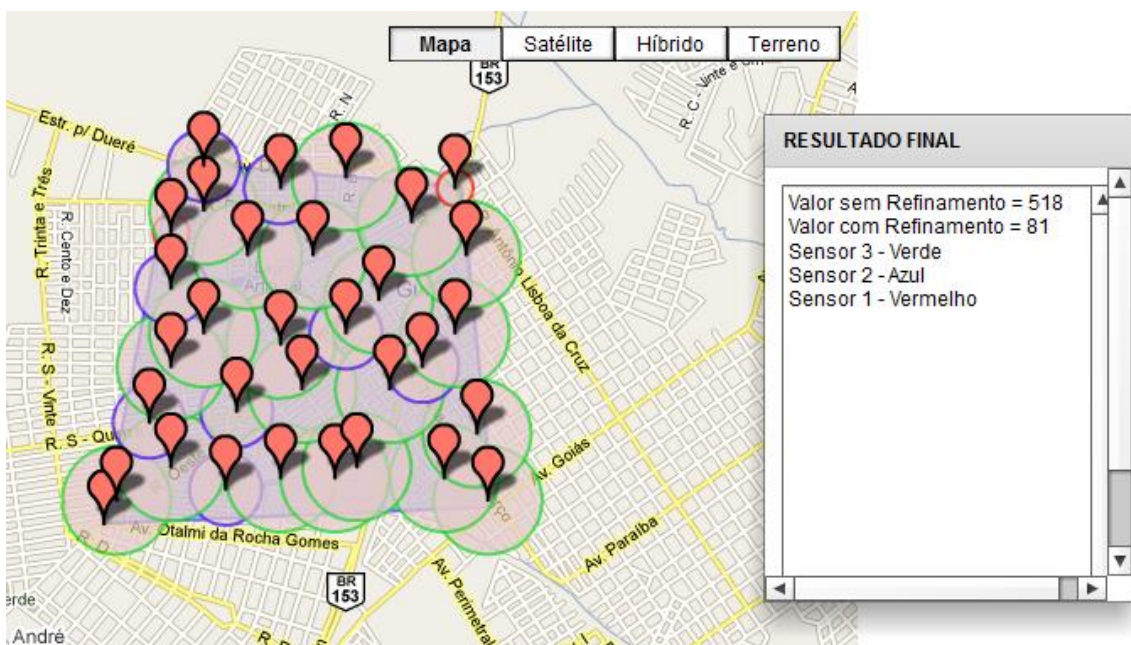 Mapa
Satélite
Híbrido
Terreno
BR
153
R. C - Vinte e
Estr. p/ Dueré
R. N
R. Trinta e Três
R. Cento e Dez
Antônio Lisboa da Cruz
R. S - Vinte
R. S - Qu
Oeste
Av. Goiás
Av. Otalmi da Rocha Gomes
Av. Paraíba
R. D
BR
153
Av. Perimetral
André
RESULTADO FINAL
Valor sem Refinamento = 518
Valor com Refinamento = 81
Sensor 3 - Verde
Sensor 2 - Azul
Sensor 1 - Vermelho